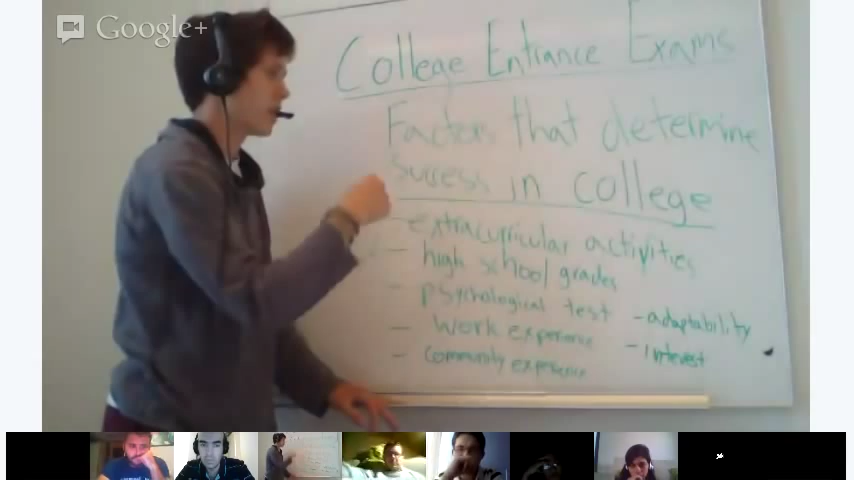 Google+
College Entrance Exams
Factors that determine
success in college
- extracurricular activities
- high school grades
- psychological test - adaptability
- work experience - interest
- community experience